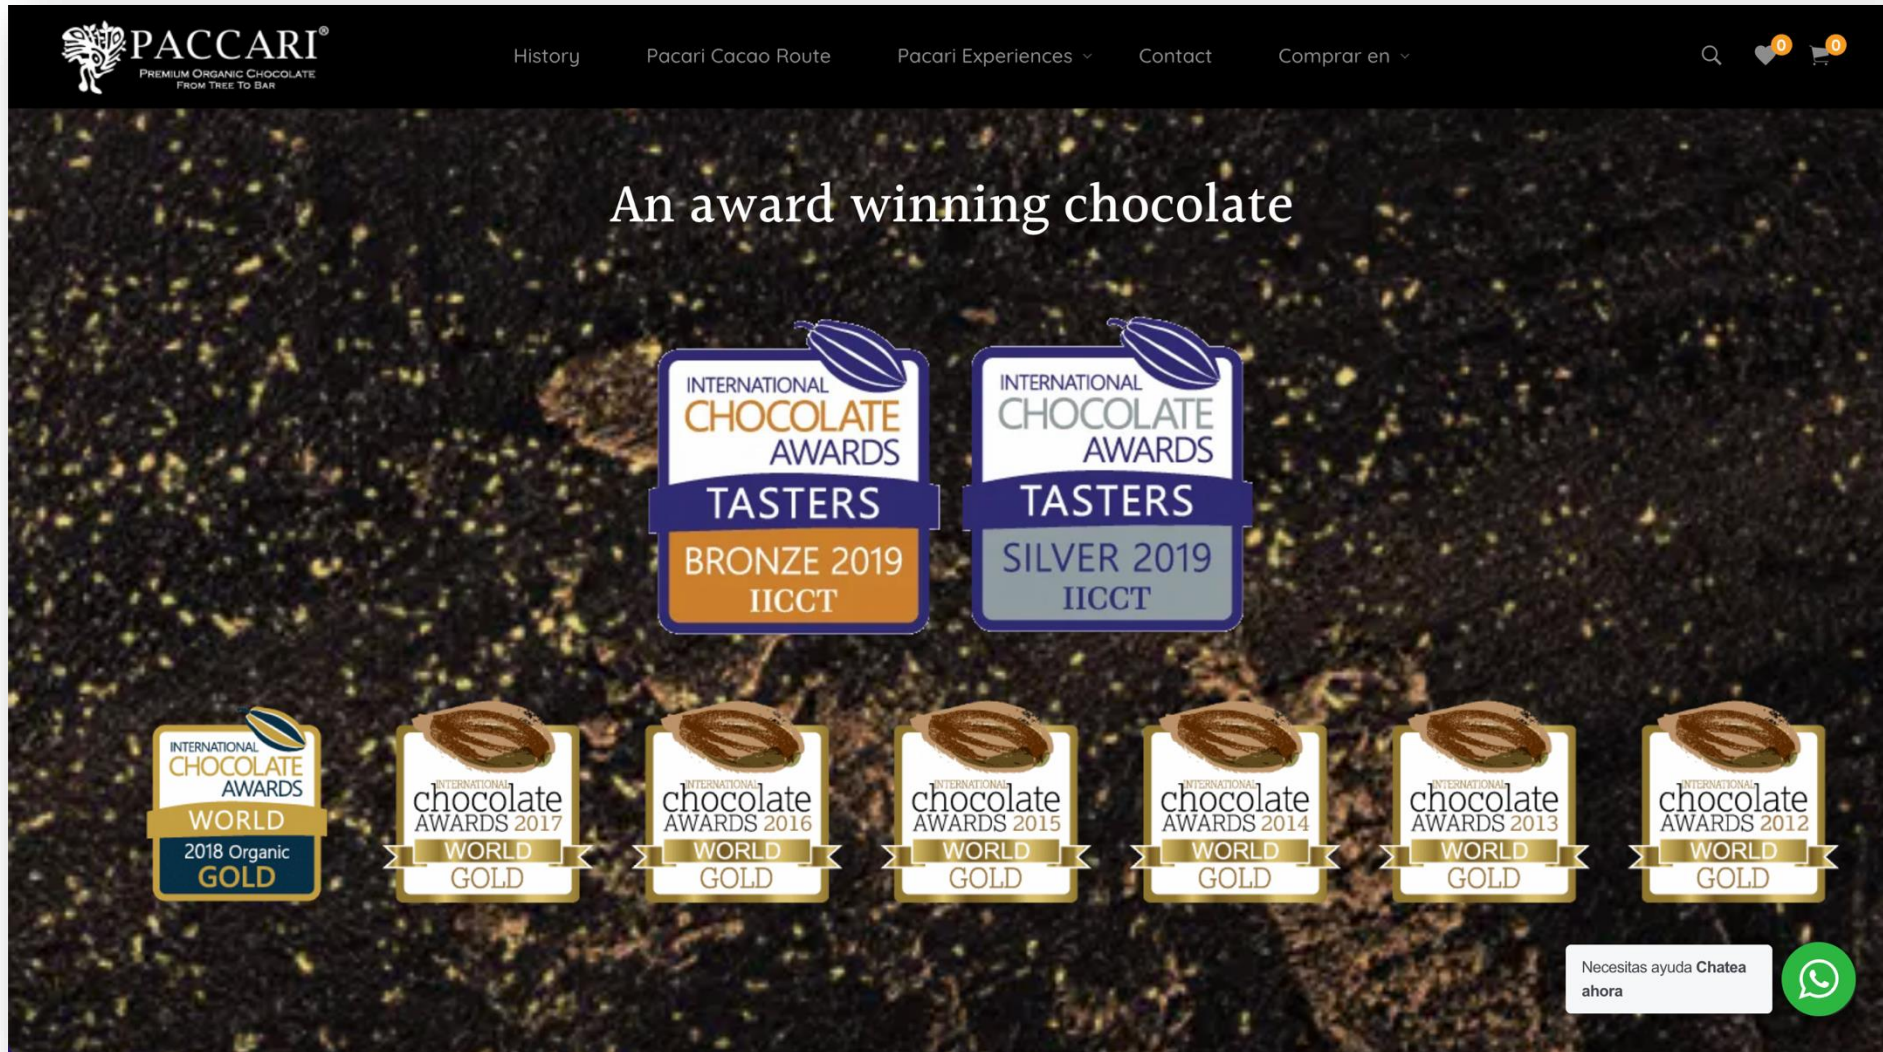 PACCARI®
PREMIUM ORGANIC CHOCOLATE
FROM TREE TO BAR
History
Pacari Cacao Route
Pacari Experiences
Contact
Comprar en
0
0
An award winning chocolate
INTERNATIONAL
CHOCOLATE
AWARDS
TASTERS
BRONZE 2019
IICCT
INTERNATIONAL
CHOCOLATE
AWARDS
TASTERS
SILVER 2019
IICCT
INTERNATIONAL
CHOCOLATE
AWARDS
WORLD
2018 Organic
GOLD
INTERNATIONAL
chocolate
AWARDS 2017
WORLD
GOLD
INTERNATIONAL
chocolate
AWARDS 2016
WORLD
GOLD
INTERNATIONAL
chocolate
AWARDS 2015
WORLD
GOLD
INTERNATIONAL
chocolate
AWARDS 2014
WORLD
GOLD
INTERNATIONAL
chocolate
AWARDS 2013
WORLD
GOLD
INTERNATIONAL
chocolate
AWARDS 2012
WORLD
GOLD
Necesitas ayuda Chatea
ahora